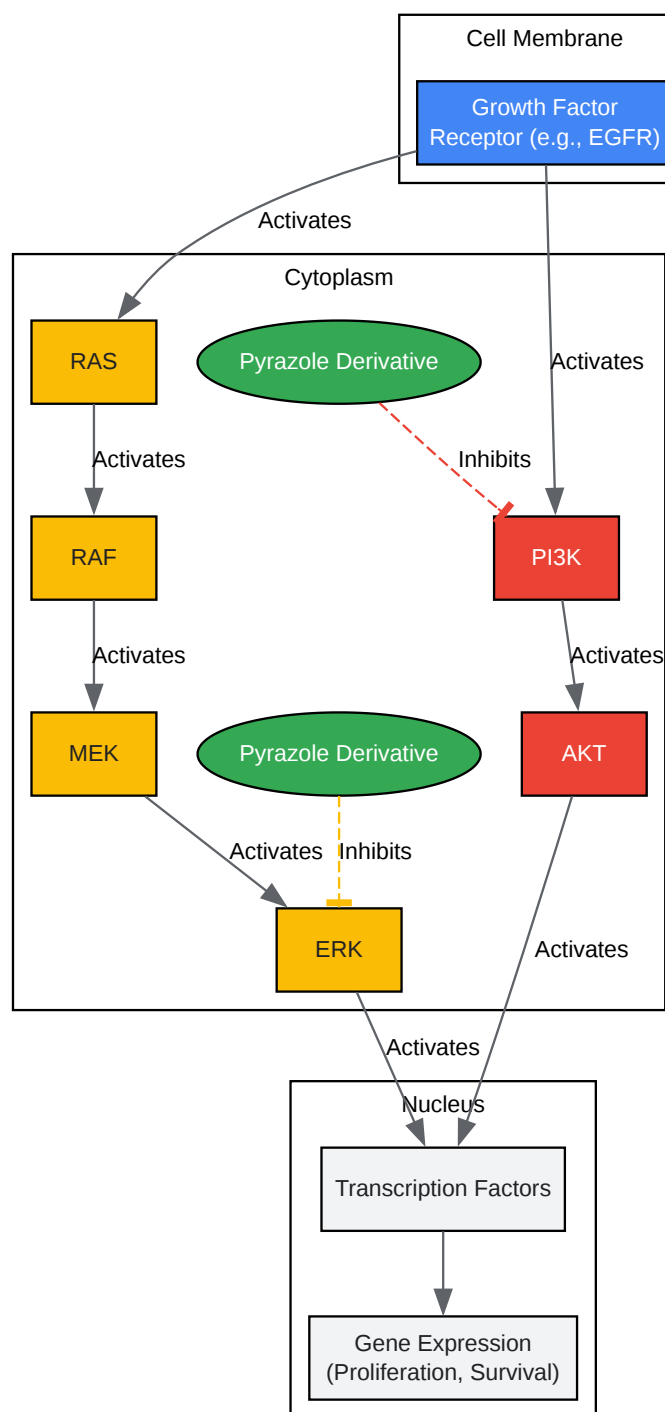 Cell Membrane
Growth Factor
Receptor (e.g., EGFR)
Activates
Cytoplasm
RAS
Pyrazole Derivative
Activates
Activates
Inhibits
RAF
PI3K
Activates
Activates
MEK
Pyrazole Derivative
AKT
Activates
Inhibits
ERK
Activates
Activates
Nucleus
Transcription Factors
Gene Expression
(Proliferation, Survival)